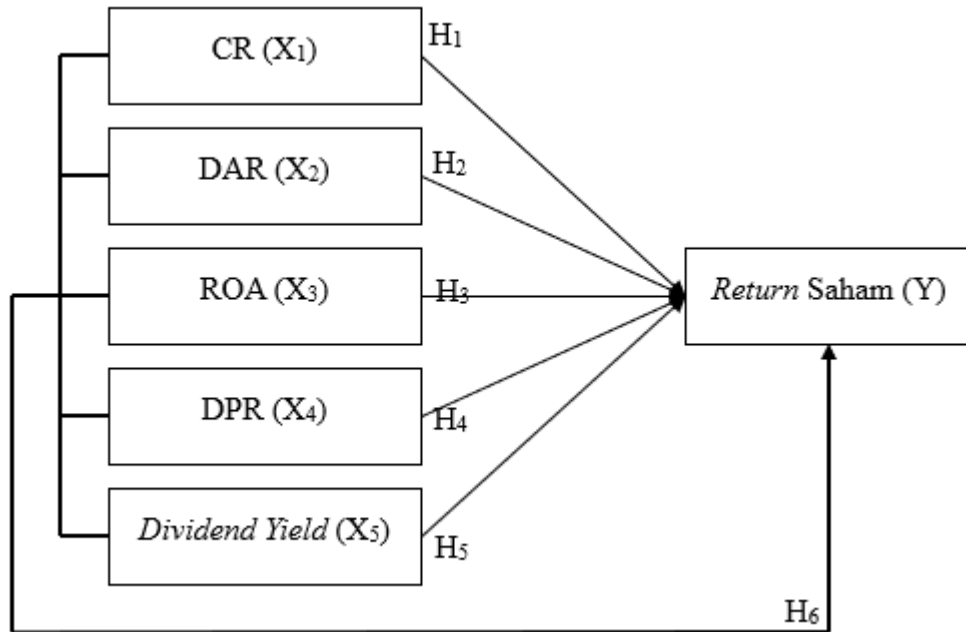 CR (X₁)
H₁
DAR (X₂)
H₂
ROA (X₃)
H₃
Return Saham (Y)
DPR (X₄)
H₄
Dividend Yield (X₅)
H₅
H₆